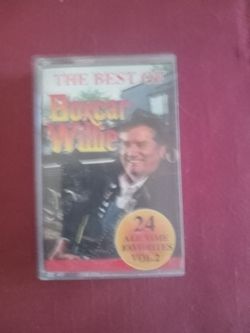 THE BEST OF
Boxcar
Willie
24
ALL TIME
FAVORITES
VOL.2